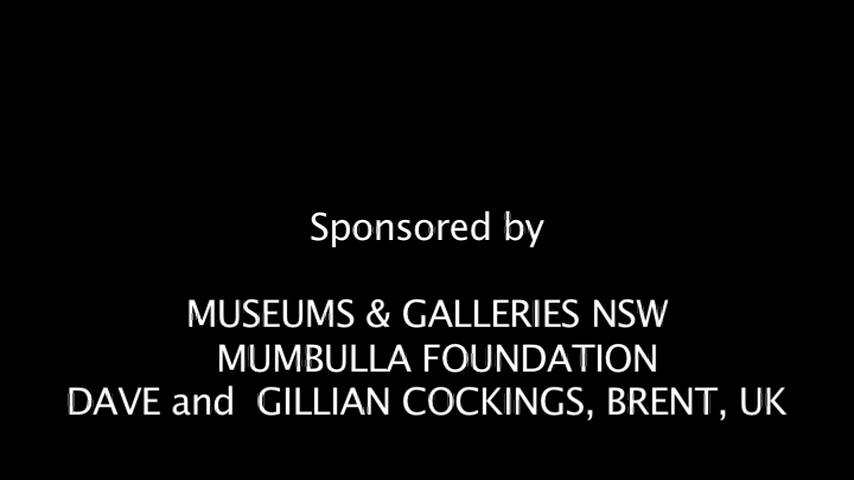 Sponsored by
MUSEUMS & GALLERIES NSW
MUMBULLA FOUNDATION
DAVE and GILLIAN COCKINGS, BRENT, UK